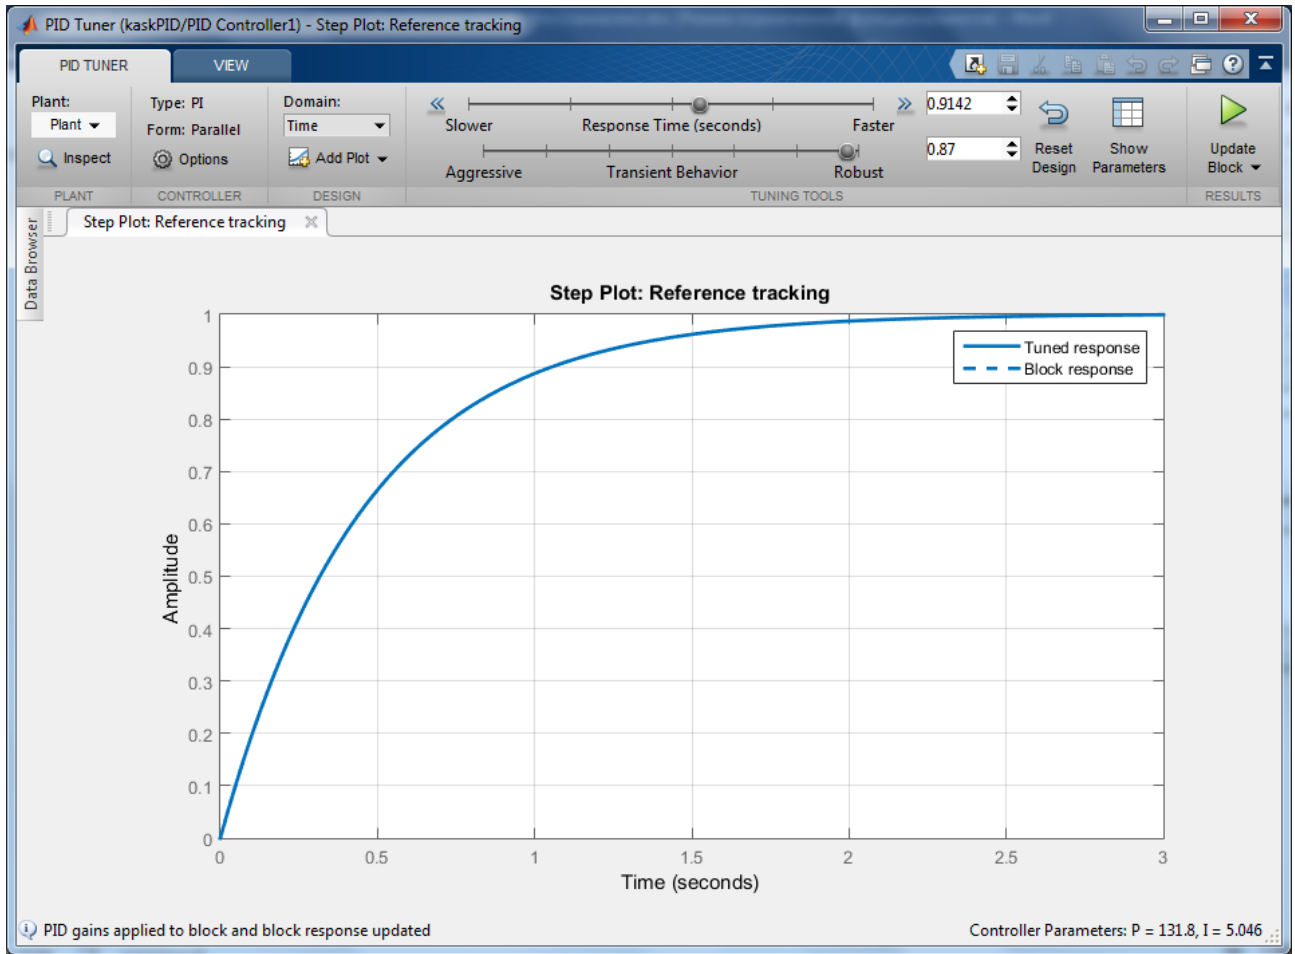 PID Tuner (kaskPID/PID Controller1) - Step Plot: Reference tracking
PID TUNER
VIEW
Plant:
Plant
Inspect
PLANT
Type: PI
Form: Parallel
Options
CONTROLLER
Domain:
Time
Add Plot
DESIGN
Slower
Response Time (seconds)
Faster
0.9142
Aggressive
Transient Behavior
Robust
0.87
Reset
Design
Show
Parameters
TUNING TOOLS
Update
Block
RESULTS
Data Browser
Step Plot: Reference tracking
Step Plot: Reference tracking
Tuned response
Block response
Amplitude
1
0.9
0.8
0.7
0.6
0.5
0.4
0.3
0.2
0.1
0
0 0.5 1 1.5 2 2.5 3
Time (seconds)
PID gains applied to block and block response updated
Controller Parameters: P = 131.8, I = 5.046